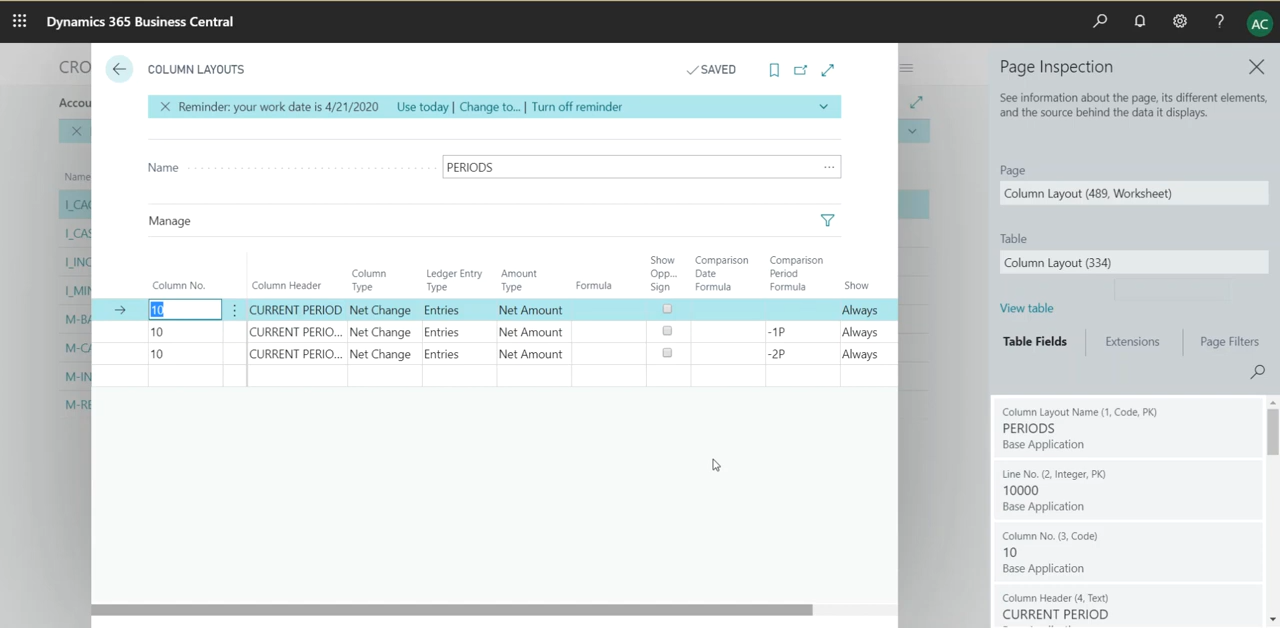 Dynamics 365 Business Central
AC
CRO
COLUMN LAYOUTS
SAVED
Page Inspection
See information about the page, its different elements,
and the source behind the data it displays.
Accou
Reminder: your work date is 4/21/2020 Use today | Change to... | Turn off reminder
Name PERIODS ...
Page
Column Layout (489, Worksheet)
Name
Manage
I_CAC
I_CAS
I_INC
I_MIN
M-BA
M-CA
M-IN
M-RE
Table
Column Layout (334)
View table
Table Fields Extensions Page Filters
Column No. Column Header Column Type Ledger Entry Type Amount Type Formula Show Opp... Sign Comparison Date Formula Comparison Period Formula Show
10 CURRENT PERIOD Net Change Entries Net Amount Always
10 CURRENT PERIO... Net Change Entries Net Amount -1P Always
10 CURRENT PERIO... Net Change Entries Net Amount -2P Always
Column Layout Name (1, Code, PK)
PERIODS
Base Application
Line No. (2, Integer, PK)
10000
Base Application
Column No. (3, Code)
10
Base Application
Column Header (4, Text)
CURRENT PERIOD